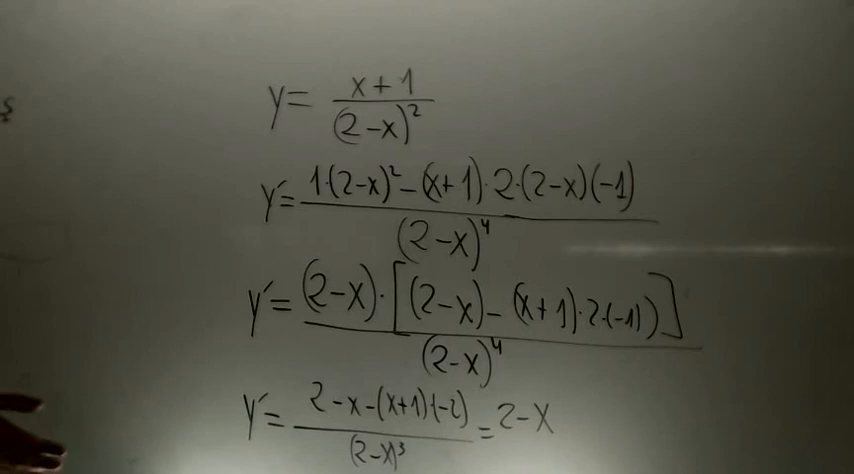 y = (x+1)/(2-x)²
y' = (1·(2-x)² - (x+1)·2·(2-x)(-1))/(2-x)⁴
y' = ((2-x)·[(2-x) - (x+1)·2·(-1))])/(2-x)⁴
y' = (2-x-(x+1)(-2))/(2-x)³ = 2-x